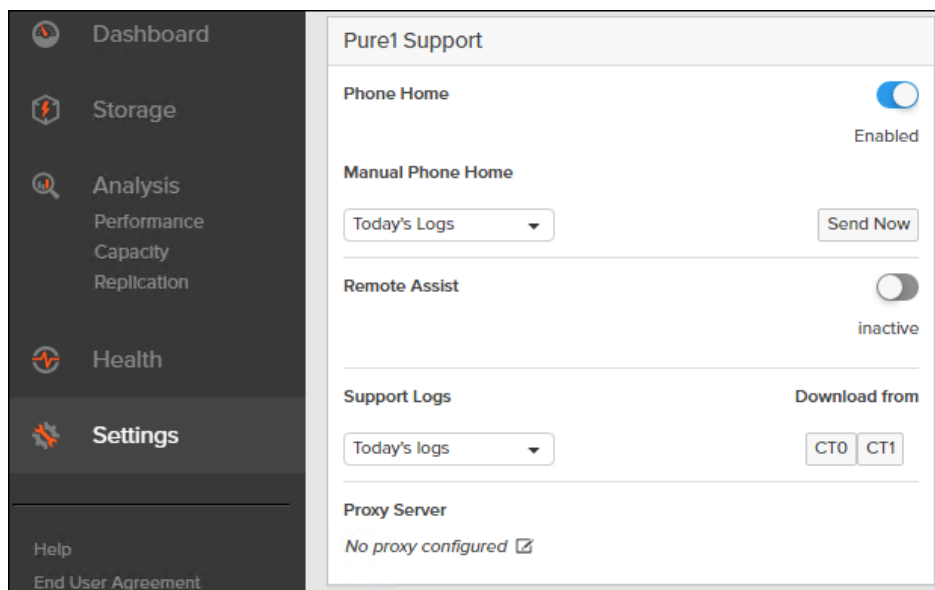 Dashboard
Storage
Analysis
Performance
Capacity
Replication
Health
Settings
Help
End User Agreement
Pure1 Support
Phone Home
Enabled
Manual Phone Home
Today's Logs
Send Now
Remote Assist
inactive
Support Logs
Download from
Today's logs
CT0 CT1
Proxy Server
No proxy configured